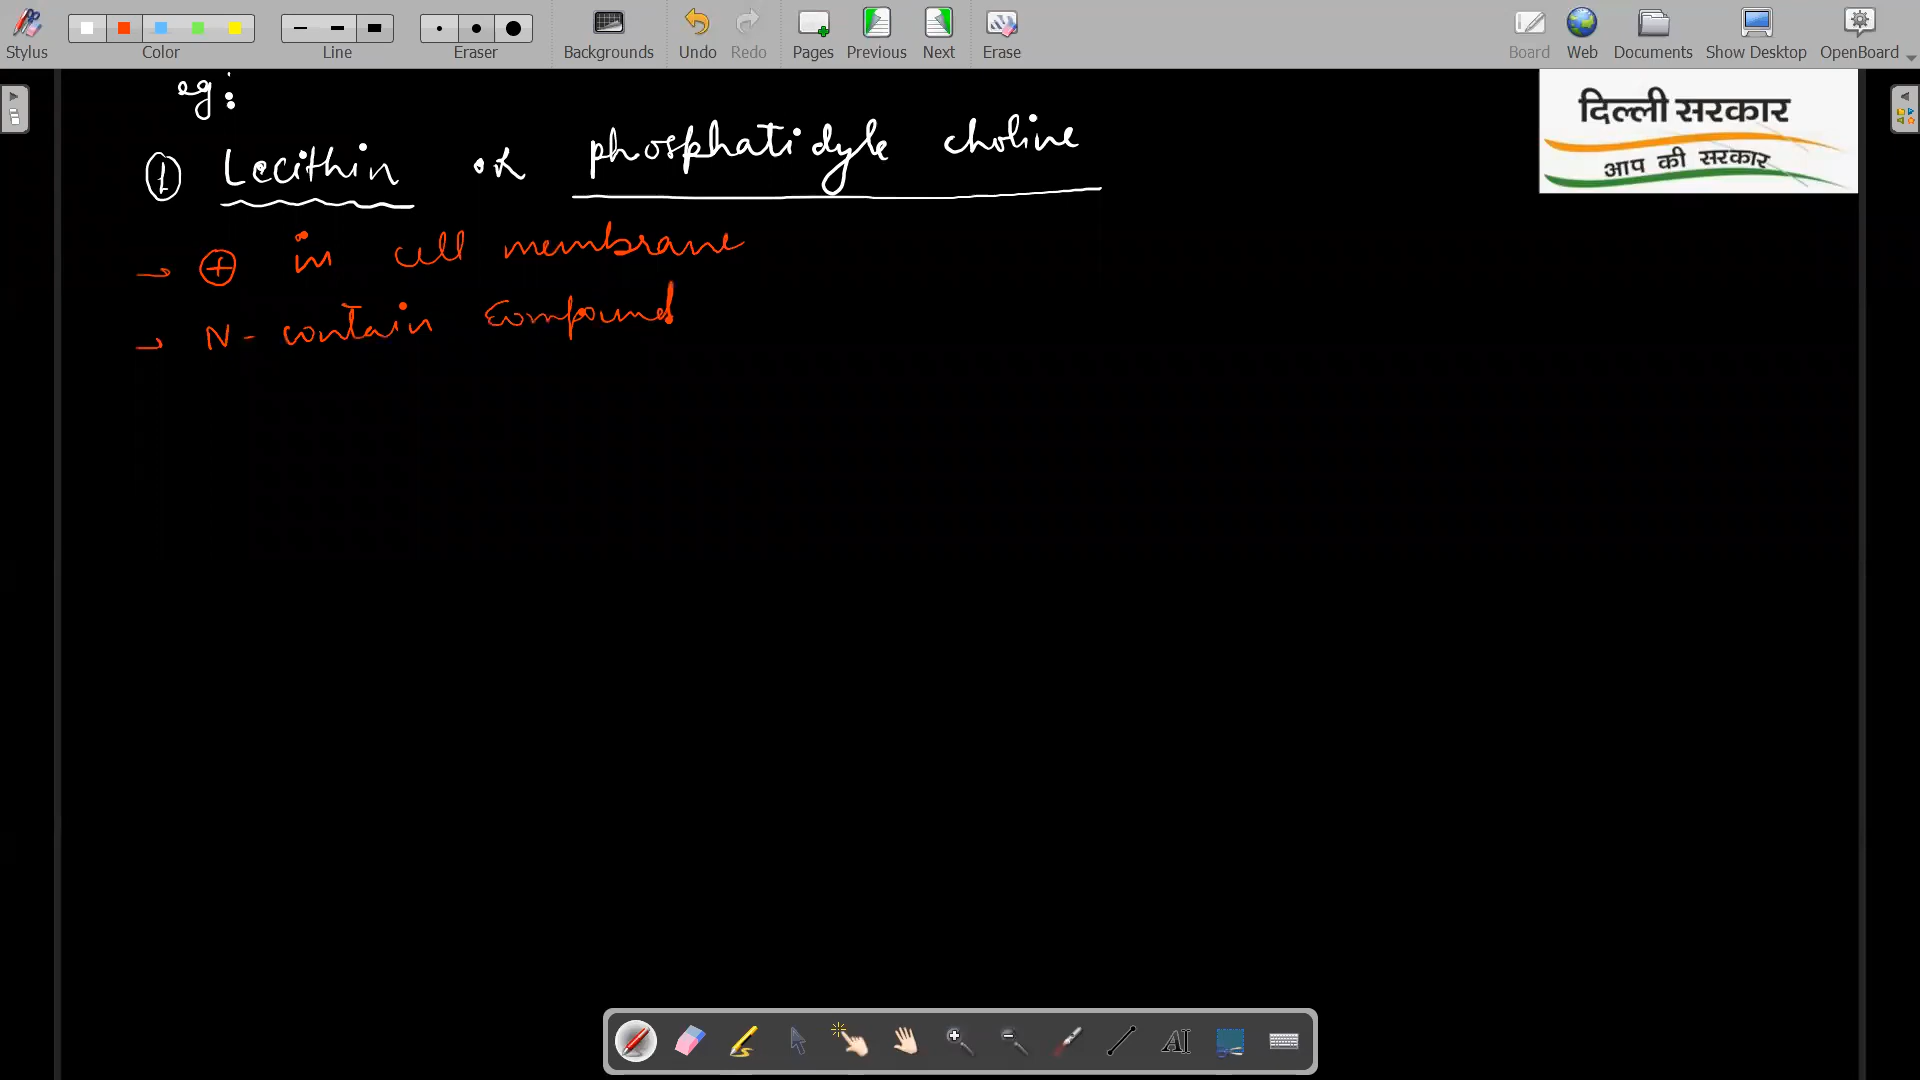 Stylus
Color
Line
Eraser
Backgrounds
Undo
Redo
Pages
Previous
Next
Erase
Board
Web
Documents
Show Desktop
OpenBoard
eg:
① Lecithin or phosphatidyle choline
→ ⊕ in cell membrane
→ N- contain compound
दिल्ली सरकार
आप की सरकार
AI